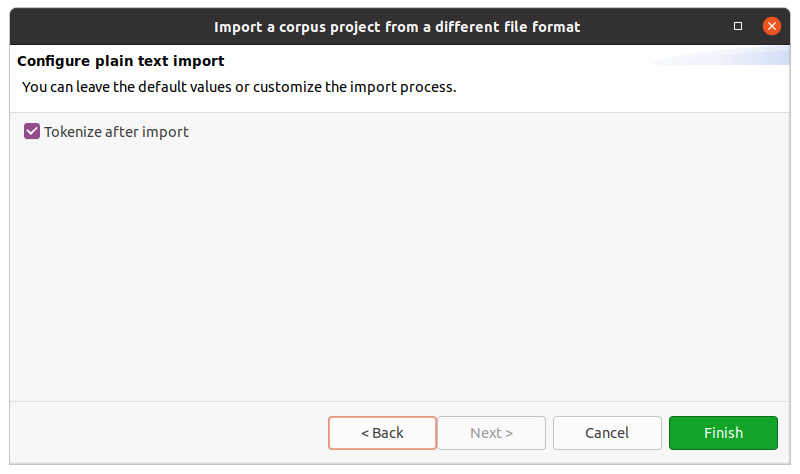 Import a corpus project from a different file format
Configure plain text import
You can leave the default values or customize the import process.
Tokenize after import
< Back Next > Cancel Finish